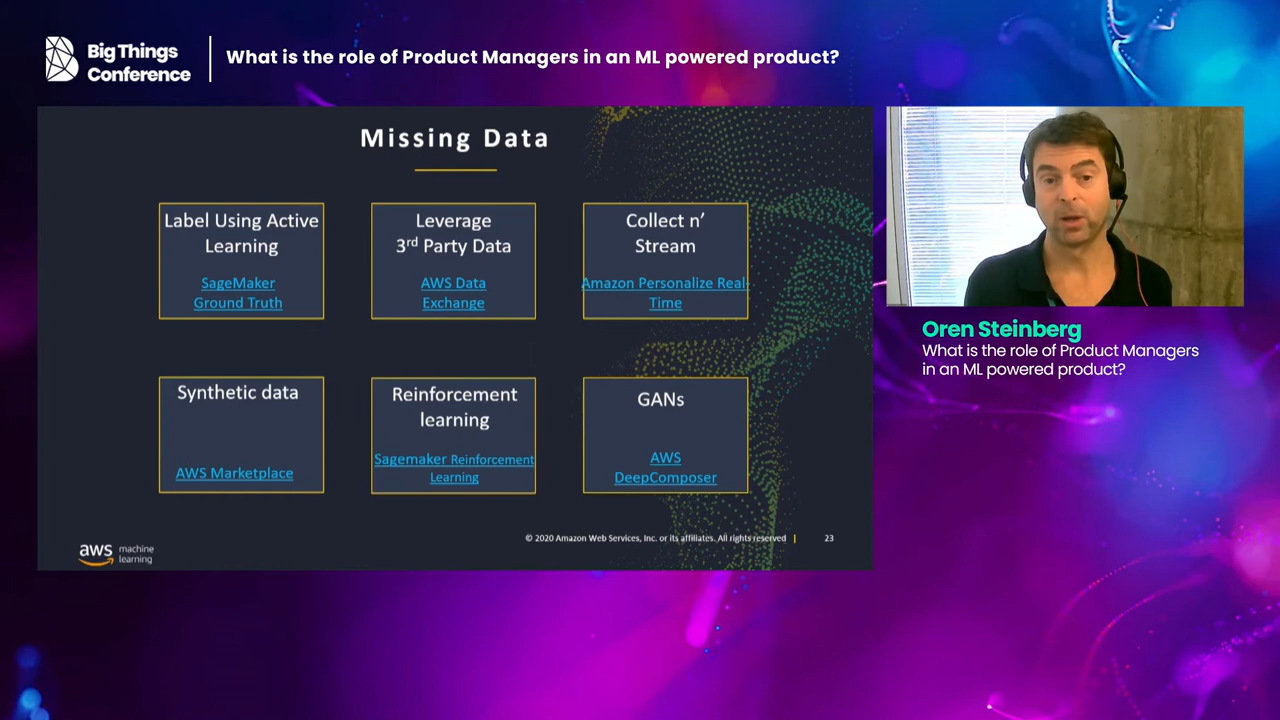 Big Things
Conference
What is the role of Product Managers in an ML powered product?
Missing Data
Label Using Active
Learning
SageMaker
Ground Truth
Leverage
3rd Party Data
AWS Data
Exchange
Collect n’
Stream
Amazon Personalize Real-
Time
Synthetic data
AWS Marketplace
Reinforcement
learning
Sagemaker Reinforcement
Learning
GANs
AWS
DeepComposer
aws machine
learning
© 2020 Amazon Web Services, Inc. or its affiliates. All rights reserved | 23
Oren Steinberg
What is the role of Product Managers
in an ML powered product?